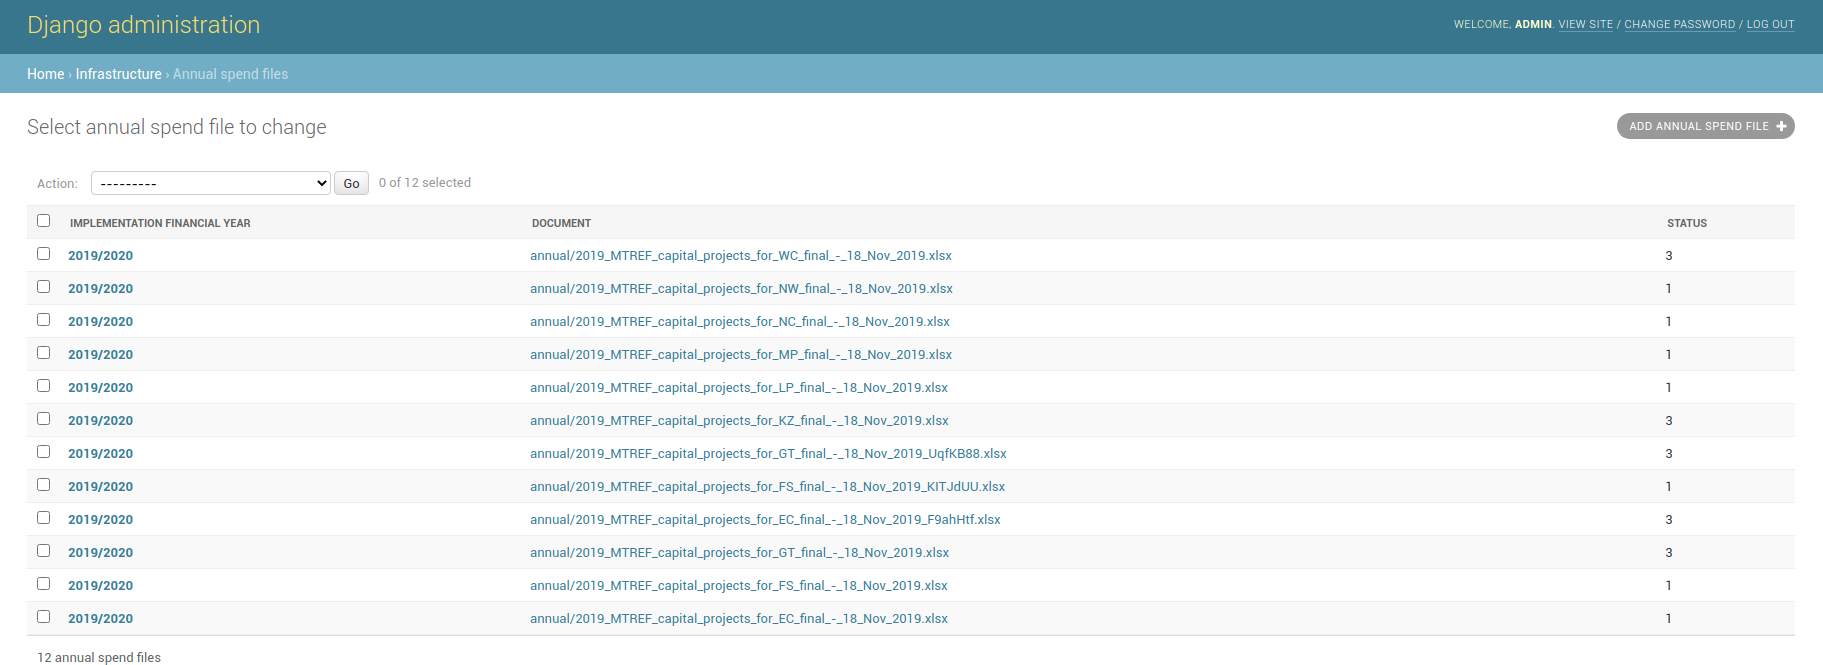 Django administration
WELCOME, ADMIN. VIEW SITE / CHANGE PASSWORD / LOG OUT
Home › Infrastructure › Annual spend files
Select annual spend file to change
ADD ANNUAL SPEND FILE +
Action: --------- Go 0 of 12 selected
IMPLEMENTATION FINANCIAL YEAR DOCUMENT STATUS
2019/2020 annual/2019_MTREF_capital_projects_for_WC_final_-_18_Nov_2019.xlsx 3
2019/2020 annual/2019_MTREF_capital_projects_for_NW_final_-_18_Nov_2019.xlsx 1
2019/2020 annual/2019_MTREF_capital_projects_for_NC_final_-_18_Nov_2019.xlsx 1
2019/2020 annual/2019_MTREF_capital_projects_for_MP_final_-_18_Nov_2019.xlsx 1
2019/2020 annual/2019_MTREF_capital_projects_for_LP_final_-_18_Nov_2019.xlsx 1
2019/2020 annual/2019_MTREF_capital_projects_for_KZ_final_-_18_Nov_2019.xlsx 3
2019/2020 annual/2019_MTREF_capital_projects_for_GT_final_-_18_Nov_2019_UqfKB88.xlsx 3
2019/2020 annual/2019_MTREF_capital_projects_for_FS_final_-_18_Nov_2019_KITJdUU.xlsx 1
2019/2020 annual/2019_MTREF_capital_projects_for_EC_final_-_18_Nov_2019_F9ahHtf.xlsx 3
2019/2020 annual/2019_MTREF_capital_projects_for_GT_final_-_18_Nov_2019.xlsx 3
2019/2020 annual/2019_MTREF_capital_projects_for_FS_final_-_18_Nov_2019.xlsx 1
2019/2020 annual/2019_MTREF_capital_projects_for_EC_final_-_18_Nov_2019.xlsx 1
12 annual spend files